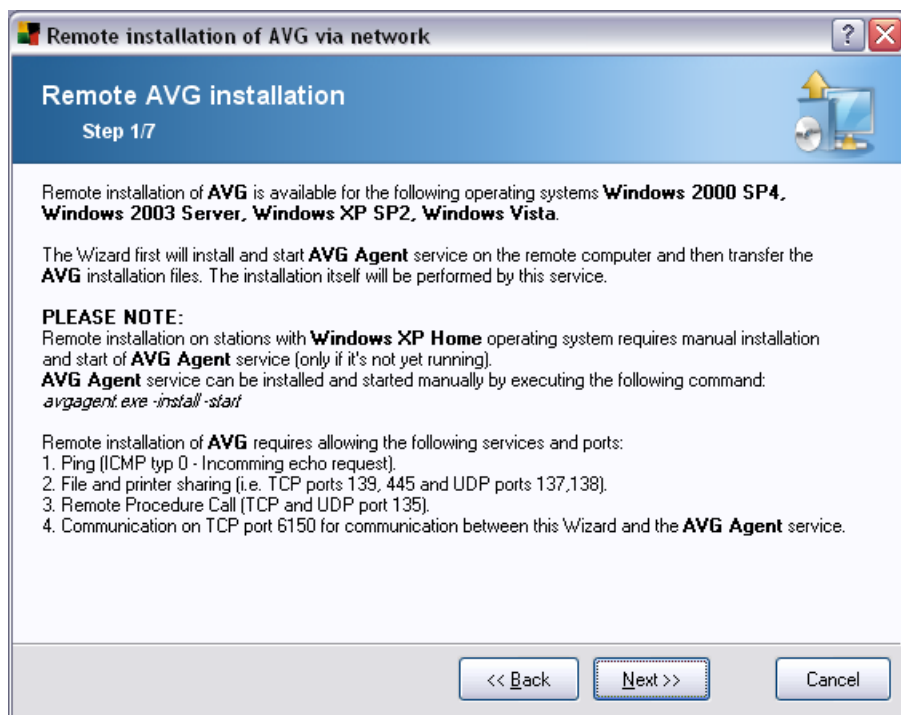 Remote installation of AVG via network
Remote AVG installation
Step 1/7
Remote installation of AVG is available for the following operating systems Windows 2000 SP4,
Windows 2003 Server, Windows XP SP2, Windows Vista.
The Wizard first will install and start AVG Agent service on the remote computer and then transfer the
AVG installation files. The installation itself will be performed by this service.
PLEASE NOTE:
Remote installation on stations with Windows XP Home operating system requires manual installation
and start of AVG Agent service (only if it's not yet running).
AVG Agent service can be installed and started manually by executing the following command:
avgagent.exe -install -start
Remote installation of AVG requires allowing the following services and ports:
1. Ping (ICMP typ 0 - Incomming echo request).
2. File and printer sharing (i.e. TCP ports 139, 445 and UDP ports 137,138).
3. Remote Procedure Call (TCP and UDP port 135).
4. Communication on TCP port 6150 for communication between this Wizard and the AVG Agent service.
<< Back
Next >>
Cancel